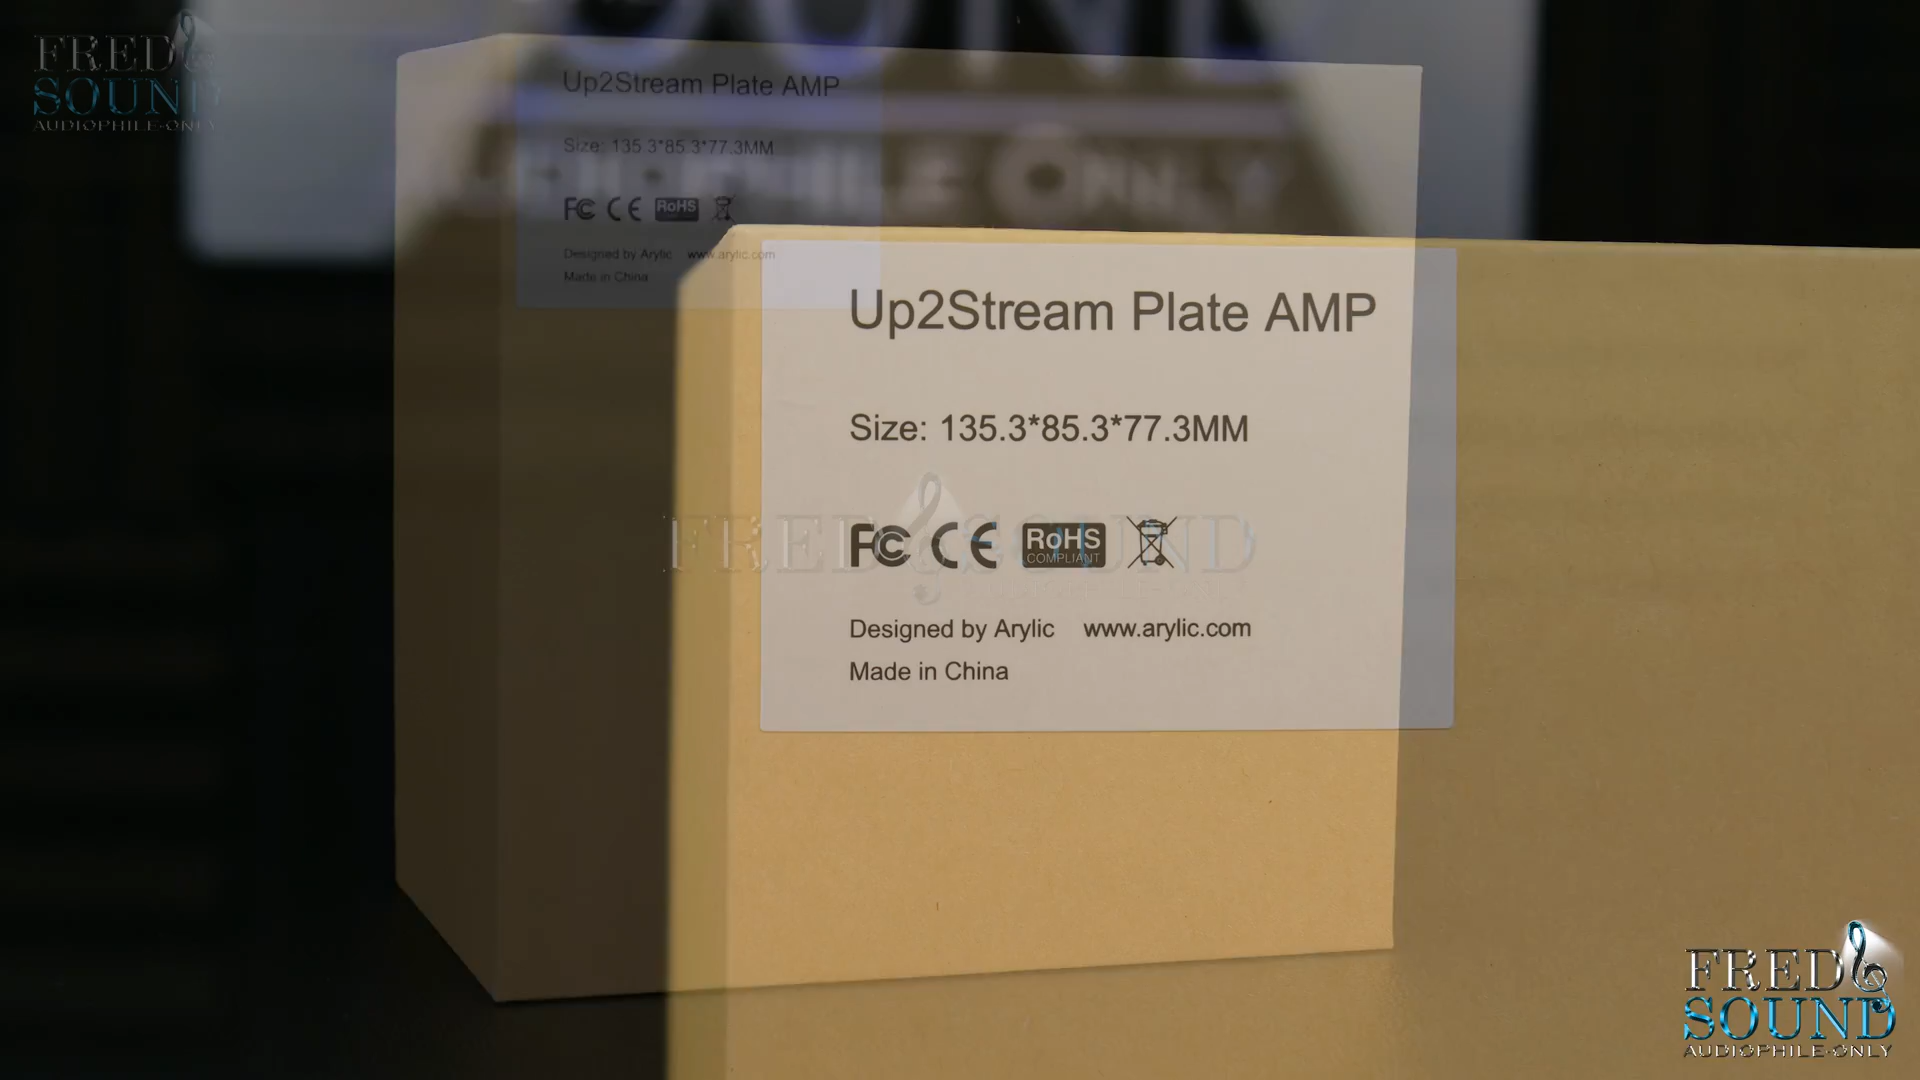 FRED
SOUND
AUDIOPHILE-ONLY
Up2Stream Plate AMP
Size: 135.3*85.3*77.3MM
FC CE RoHS
Designed by Arylic www.arylic.com
Made in China
Up2Stream Plate AMP
Size: 135.3*85.3*77.3MM
FC CE RoHS
COMPLIANT
Designed by Arylic www.arylic.com
Made in China
FRED SOUND
FRED
SOUND
AUDIOPHILE-ONLY